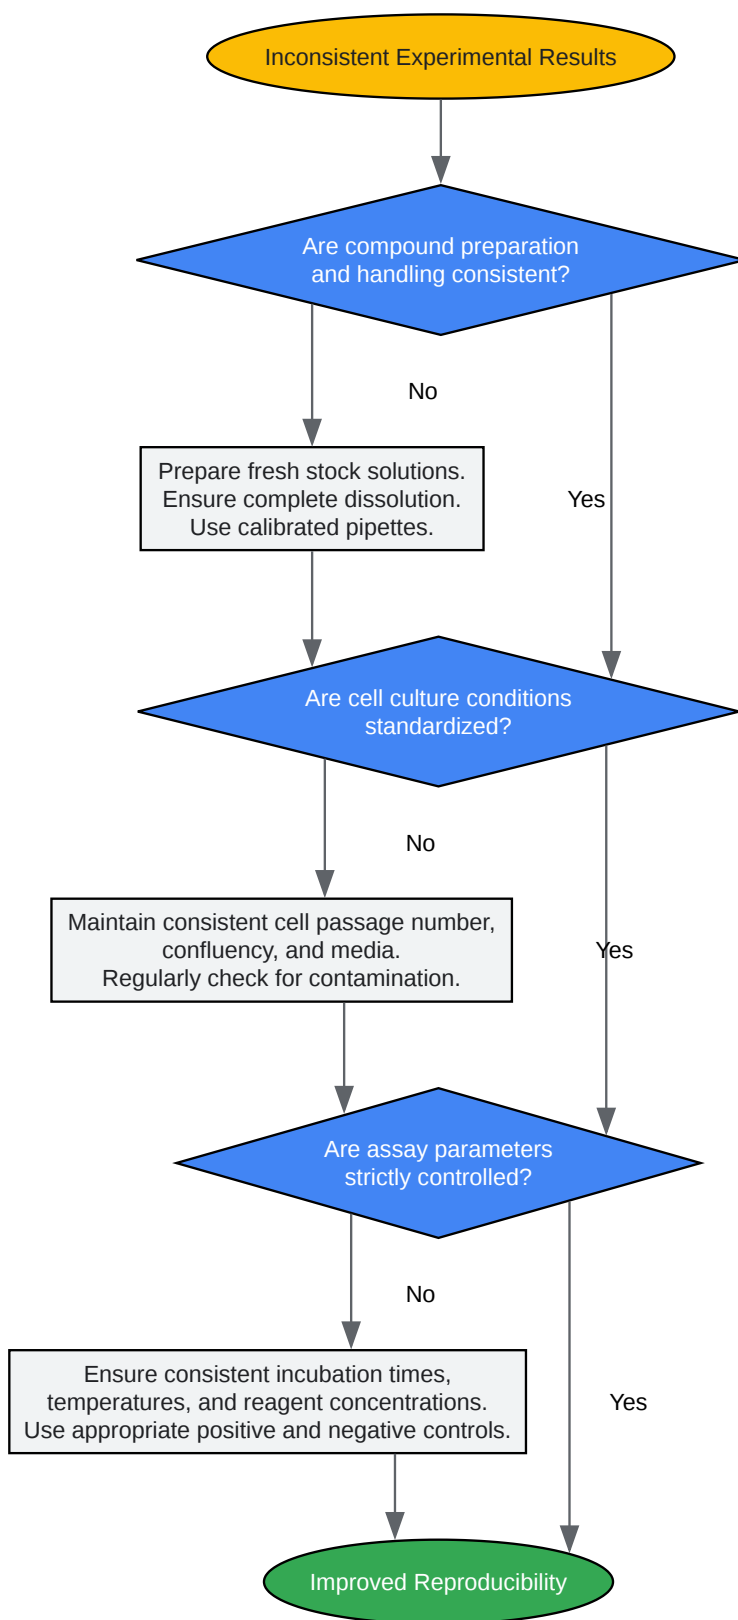 Inconsistent Experimental Results
Are compound preparation
and handling consistent?
No
Prepare fresh stock solutions.
Ensure complete dissolution.
Use calibrated pipettes.
Yes
Are cell culture conditions
standardized?
No
Maintain consistent cell passage number,
confluency, and media.
Regularly check for contamination.
Yes
Are assay parameters
strictly controlled?
No
Ensure consistent incubation times,
temperatures, and reagent concentrations.
Use appropriate positive and negative controls.
Yes
Improved Reproducibility